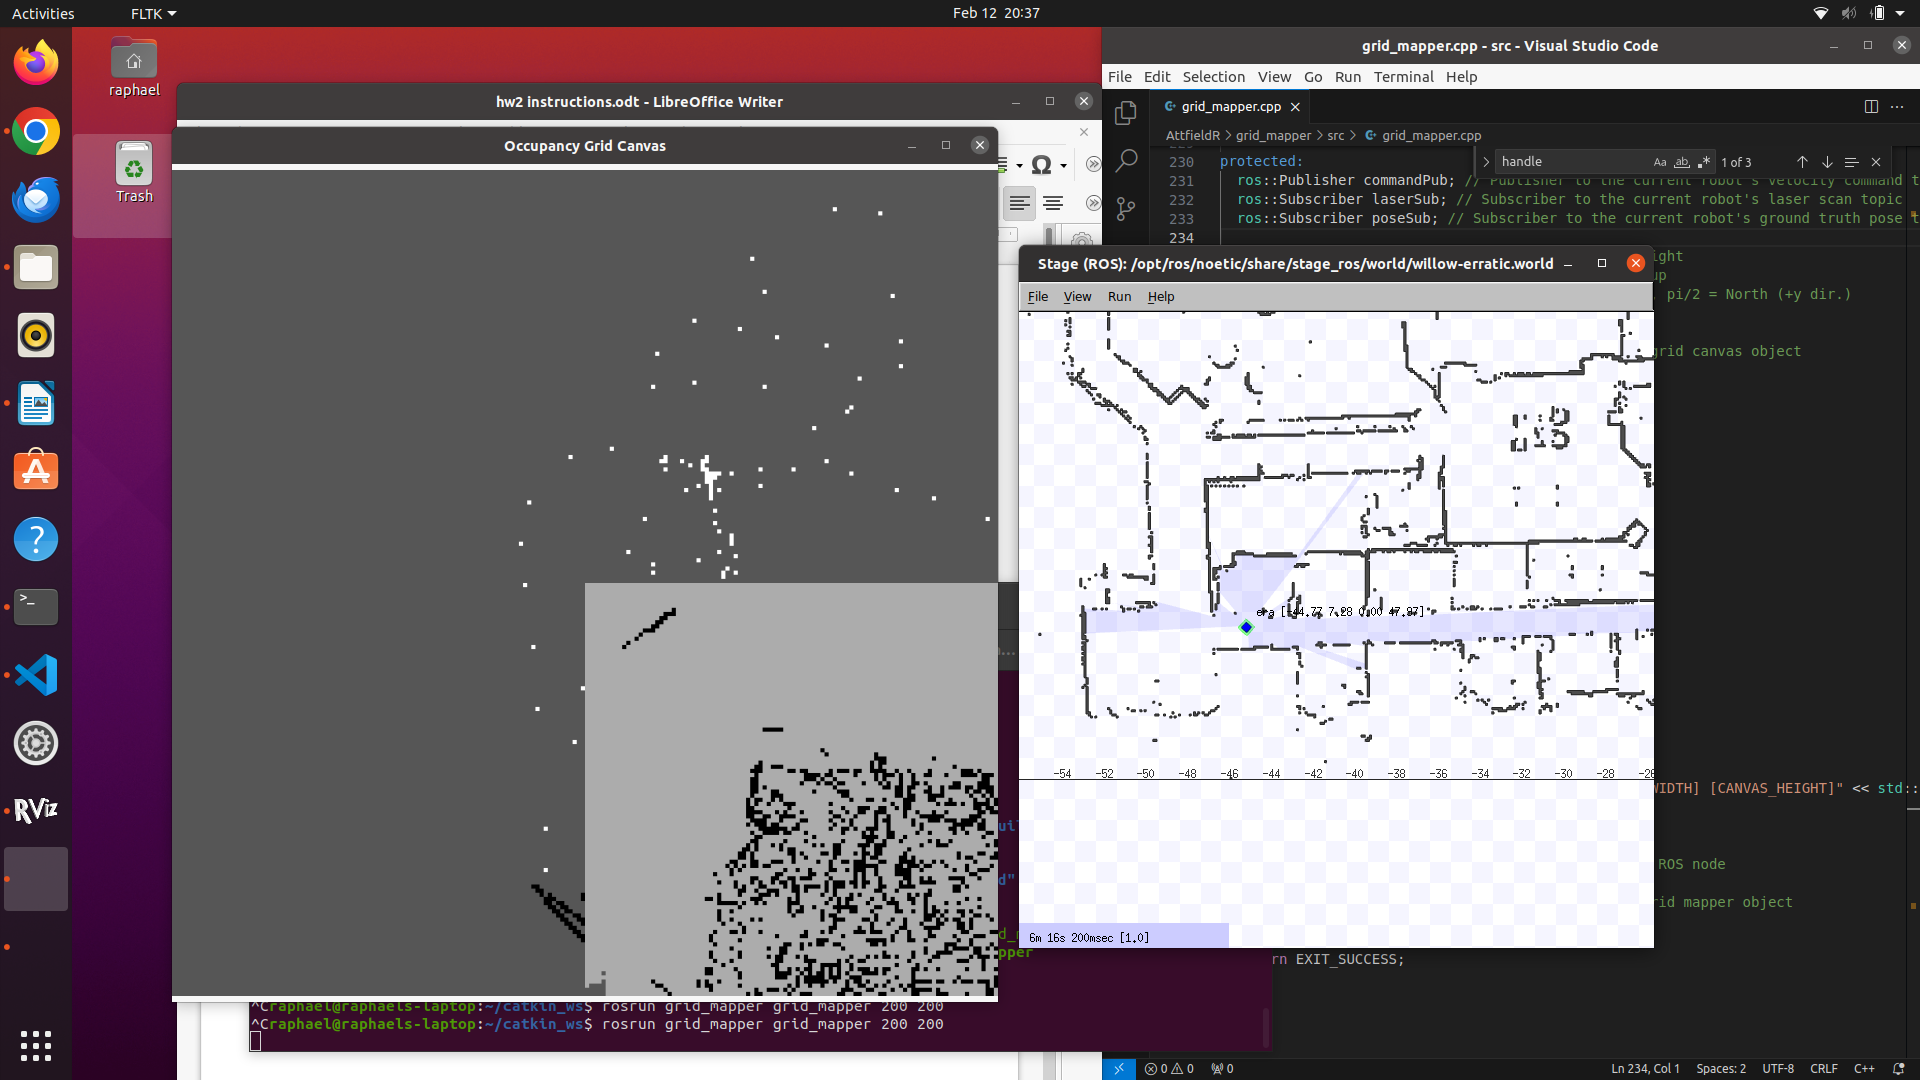 Activities
FLTK
Feb 12 20:37
raphael
Trash
hw2 instructions.odt - LibreOffice Writer
Occupancy Grid Canvas
grid_mapper.cpp - src - Visual Studio Code
File Edit Selection View Go Run Terminal Help
grid_mapper.cpp
AttfieldR > grid_mapper > src > grid_mapper.cpp
handle
Aa ab
1 of 3
230 protected:
231 ros::Publisher commandPub; // Publisher to the current robot's velocity command t
232 ros::Subscriber laserSub; // Subscriber to the current robot's laser scan topic
233 ros::Subscriber poseSub; // Subscriber to the current robot's ground truth pose t
234
ight
up
pi/2 = North (+y dir.)
grid canvas object
WIDTH] [CANVAS_HEIGHT]" << std::
ROS node
rid mapper object
rn EXIT_SUCCESS;
Stage (ROS): /opt/ros/noetic/share/stage_ros/world/willow-erratic.world
File View Run Help
era [-44.77 7.28 0.00 47.97]
-54 -52 -50 -48 -46 -44 -42 -40 -38 -36 -34 -32 -30 -28 -26
6m 16s 200msec [1.0]
RViz
ui
d"
d_m
pper
^Craphael@raphaels-laptop:~/catkin_ws$ rosrun grid_mapper grid_mapper 200 200
^Craphael@raphaels-laptop:~/catkin_ws$ rosrun grid_mapper grid_mapper 200 200
0 0 0
Ln 234, Col 1
Spaces: 2
UTF-8
CRLF
C++